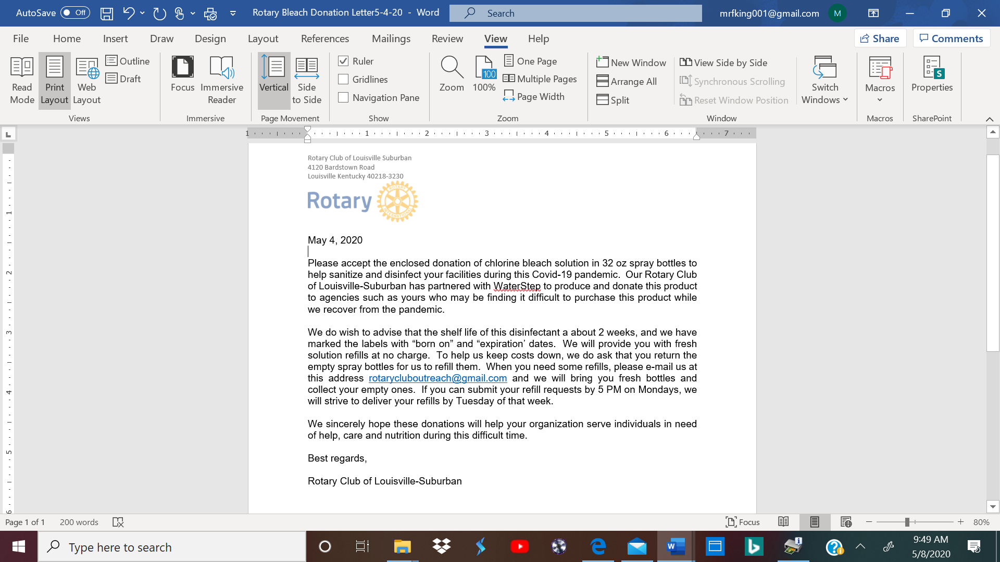 AutoSave Off Rotary Bleach Donation Letter5-4-20 - Word Search mrfking001@gmail.com M
File Home Insert Draw Design Layout References Mailings Review View Help Share Comments
Read Mode
Print Layout
Web Layout
Outline
Draft
Views
Focus
Immersive Reader
Immersive
Vertical
Side to Side
Page Movement
Ruler
Gridlines
Navigation Pane
Show
Zoom
100
100%
One Page
Multiple Pages
Page Width
Zoom
New Window
Arrange All
Split
View Side by Side
Synchronous Scrolling
Reset Window Position
Switch Windows
Window
Macros
Macros
S
Properties
SharePoint
L
1 1 2 3 4 5 6 7
1
2
3
4
5
6
Rotary Club of Louisville Suburban
4120 Bardstown Road
Louisville Kentucky 40218-3230
Rotary
ROTARY
INTERNATIONAL
May 4, 2020
Please accept the enclosed donation of chlorine bleach solution in 32 oz spray bottles to
help sanitize and disinfect your facilities during this Covid-19 pandemic.  Our Rotary Club
of Louisville-Suburban has partnered with WaterStep to produce and donate this product
to agencies such as yours who may be finding it difficult to purchase this product while
we recover from the pandemic.
We do wish to advise that the shelf life of this disinfectant a about 2 weeks, and we have
marked the labels with “born on” and “expiration’ dates.  We will provide you with fresh
solution refills at no charge.  To help us keep costs down, we do ask that you return the
empty spray bottles for us to refill them.  When you need some refills, please e-mail us at
this address rotarycluboutreach@gmail.com and we will bring you fresh bottles and
collect your empty ones.  If you can submit your refill requests by 5 PM on Mondays, we
will strive to deliver your refills by Tuesday of that week.
We sincerely hope these donations will help your organization serve individuals in need
of help, care and nutrition during this difficult time.
Best regards,
Rotary Club of Louisville-Suburban
Page 1 of 1 200 words Focus 80%
Type here to search
W
b
9:49 AM
5/8/2020